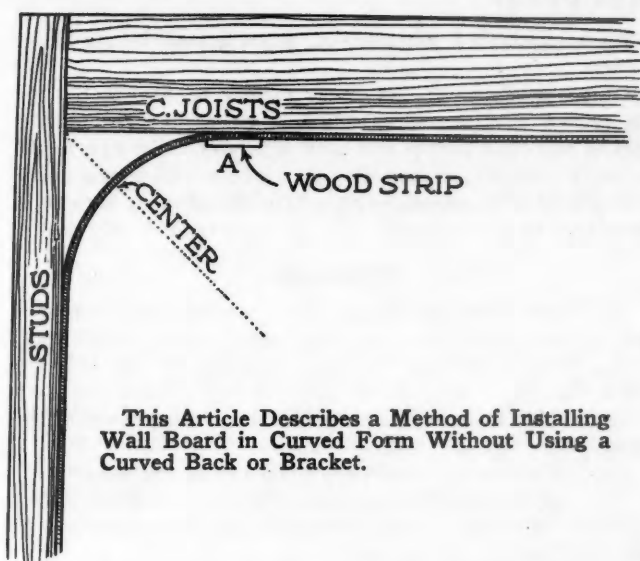 C. JOISTS
A
WOOD STRIP
CENTER
STUDS
This Article Describes a Method of Installing
Wall Board in Curved Form Without Using a
Curved Back or Bracket.